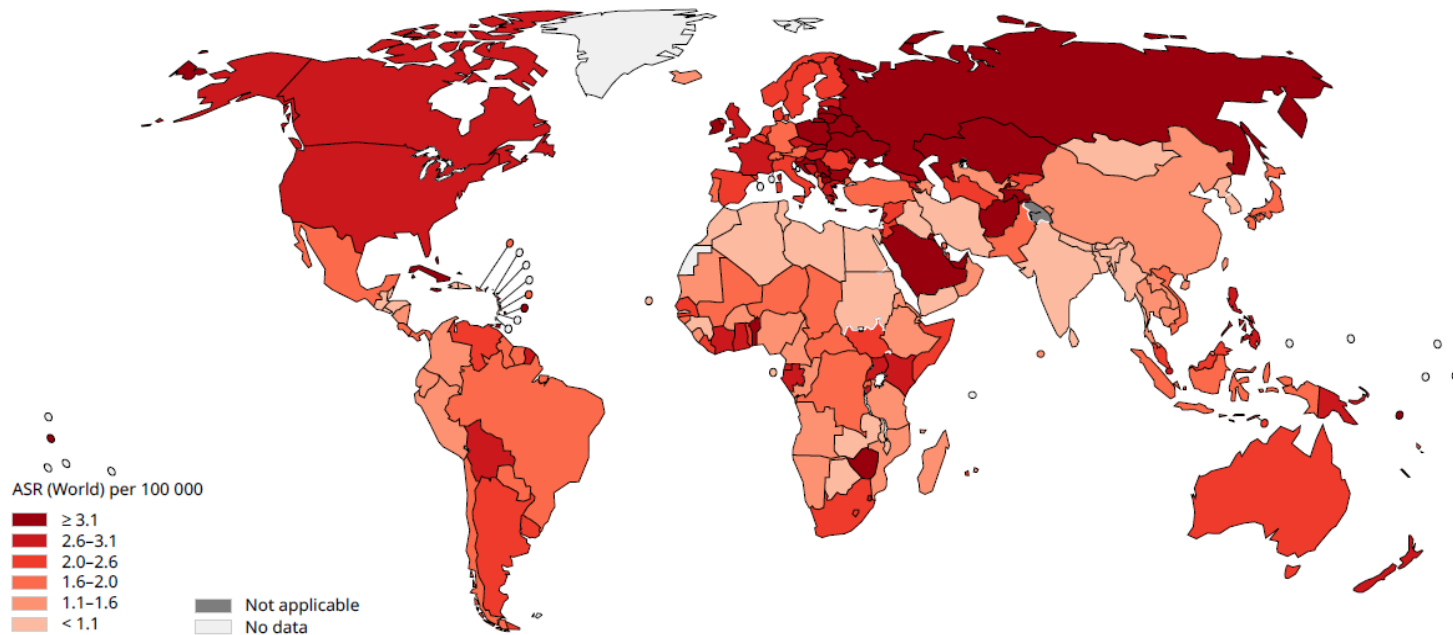 ASR (World) per 100 000
≥ 3.1
2.6–3.1
2.0–2.6
1.6–2.0
1.1–1.6
< 1.1
Not applicable
No data